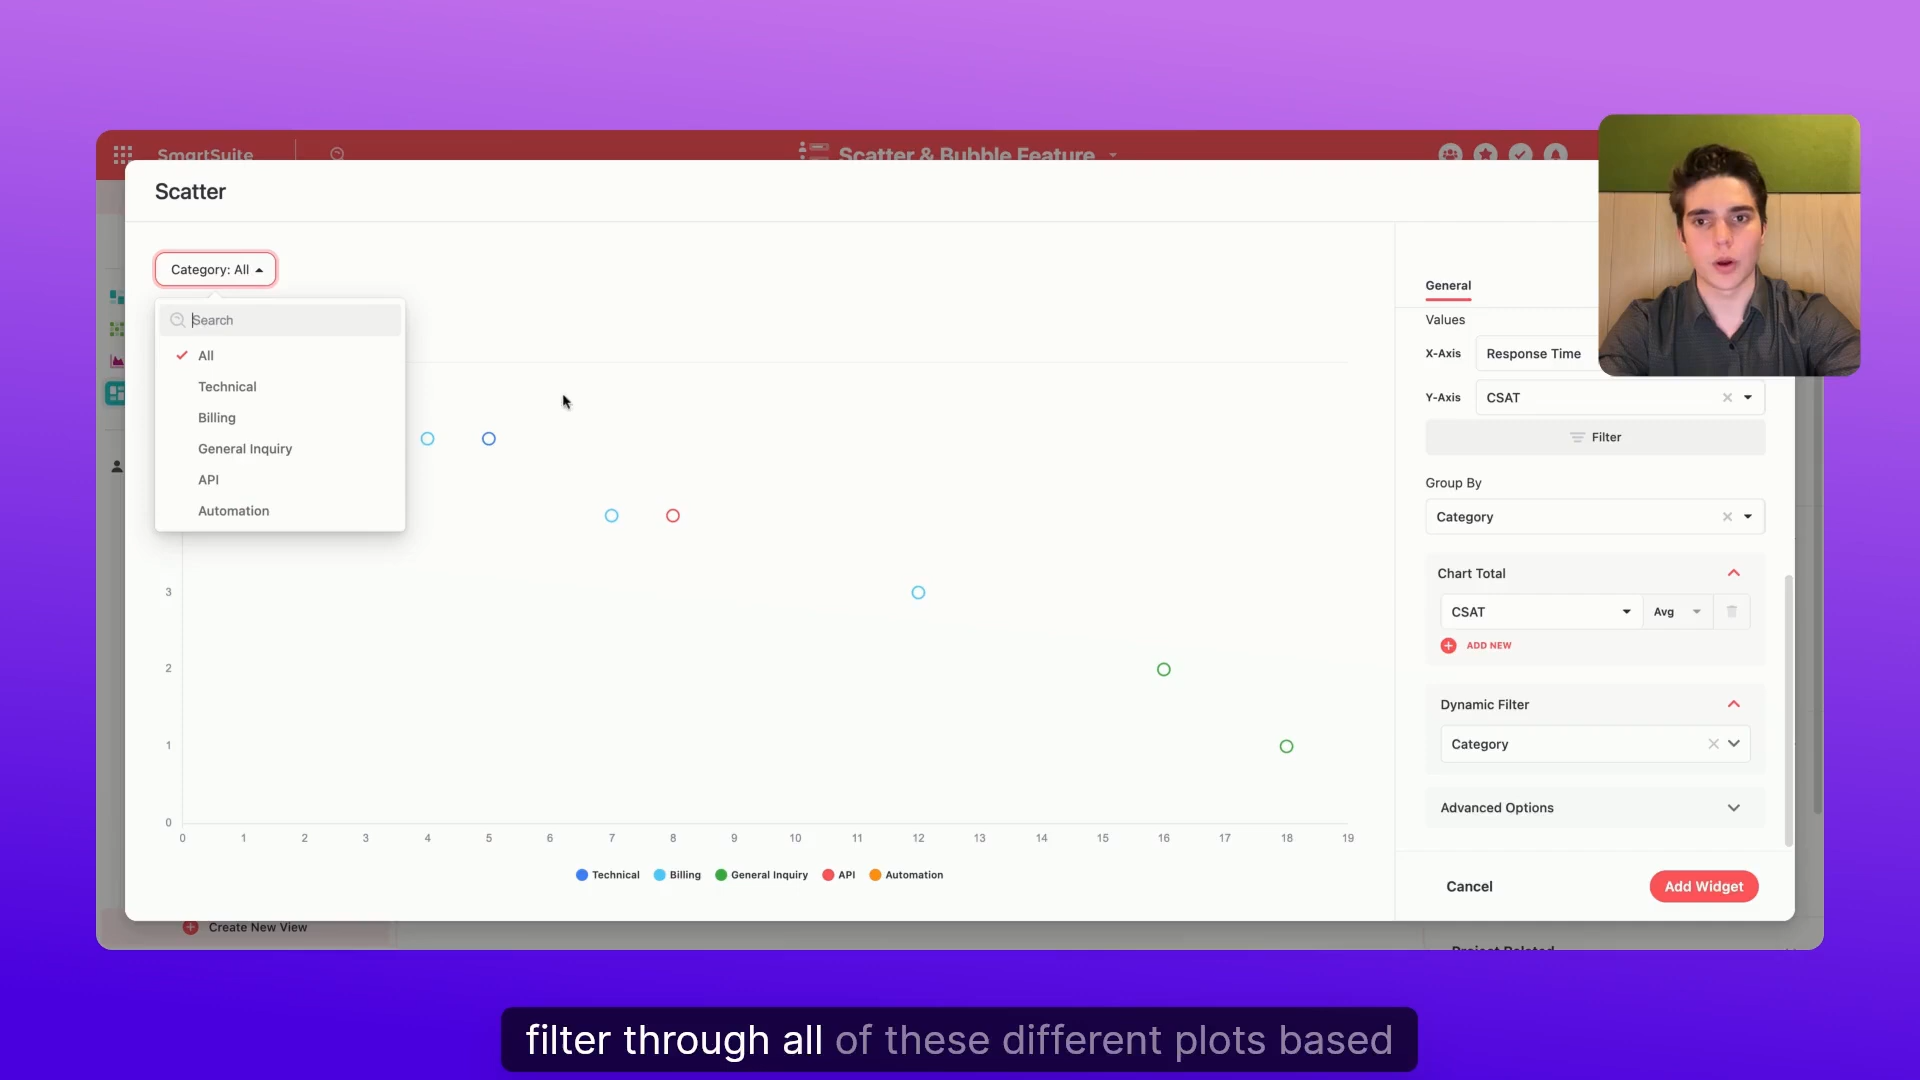 SmartSuite
Scatter & Bubble Feature
Scatter
Category: All
Search
All
Technical
Billing
General Inquiry
API
Automation
3
2
1
0
0 1 2 3 4 5 6 7 8 9 10 11 12 13 14 15 16 17 18 19
Technical Billing General Inquiry API Automation
General
Values
X-Axis Response Time
Y-Axis CSAT
Filter
Group By
Category
Chart Total
CSAT Avg
ADD NEW
Dynamic Filter
Category
Advanced Options
Cancel Add Widget
Create New View
Project Related
filter through all of these different plots based